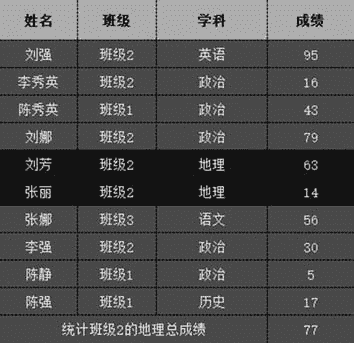 姓名 班级 学科 成绩
刘强 班级2 英语 95
李秀英 班级2 政治 16
陈秀英 班级1 政治 43
刘娜 班级2 政治 79
刘芳 班级2 地理 63
张丽 班级2 地理 14
张娜 班级3 语文 56
李强 班级2 政治 30
陈静 班级1 政治 5
陈强 班级1 历史 17
统计班级2的地理总成绩 77